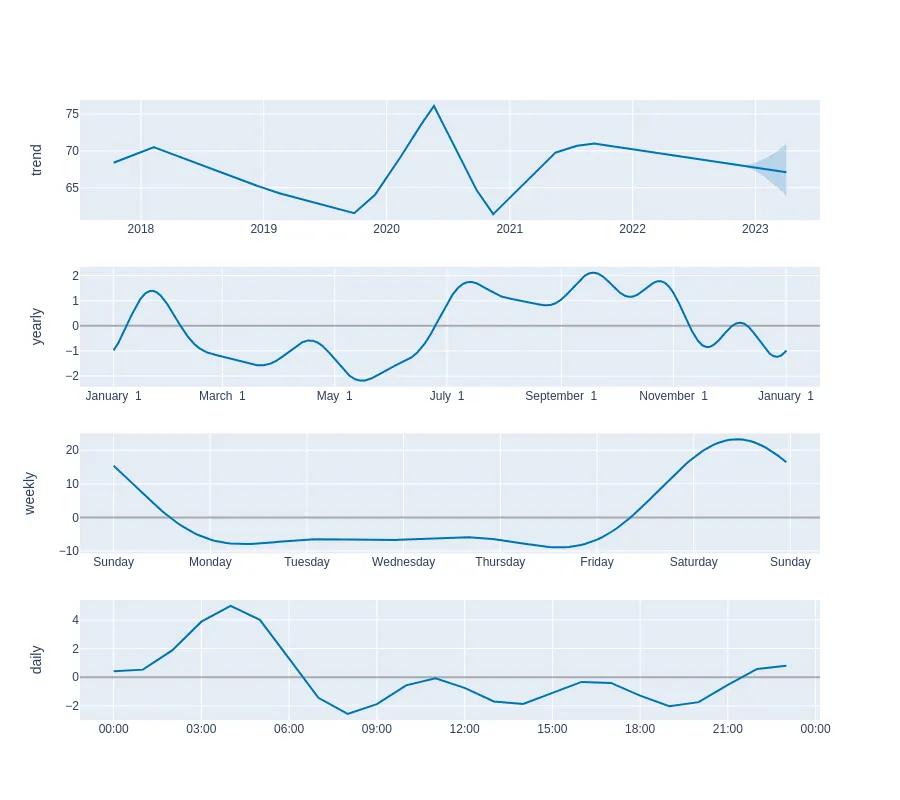 trend
75
70
65
2018 2019 2020 2021 2022 2023
yearly
2
1
0
−1
−2
January 1 March 1 May 1 July 1 September 1 November 1 January 1
weekly
20
10
0
−10
Sunday Monday Tuesday Wednesday Thursday Friday Saturday Sunday
daily
4
2
0
−2
00:00 03:00 06:00 09:00 12:00 15:00 18:00 21:00 00:00